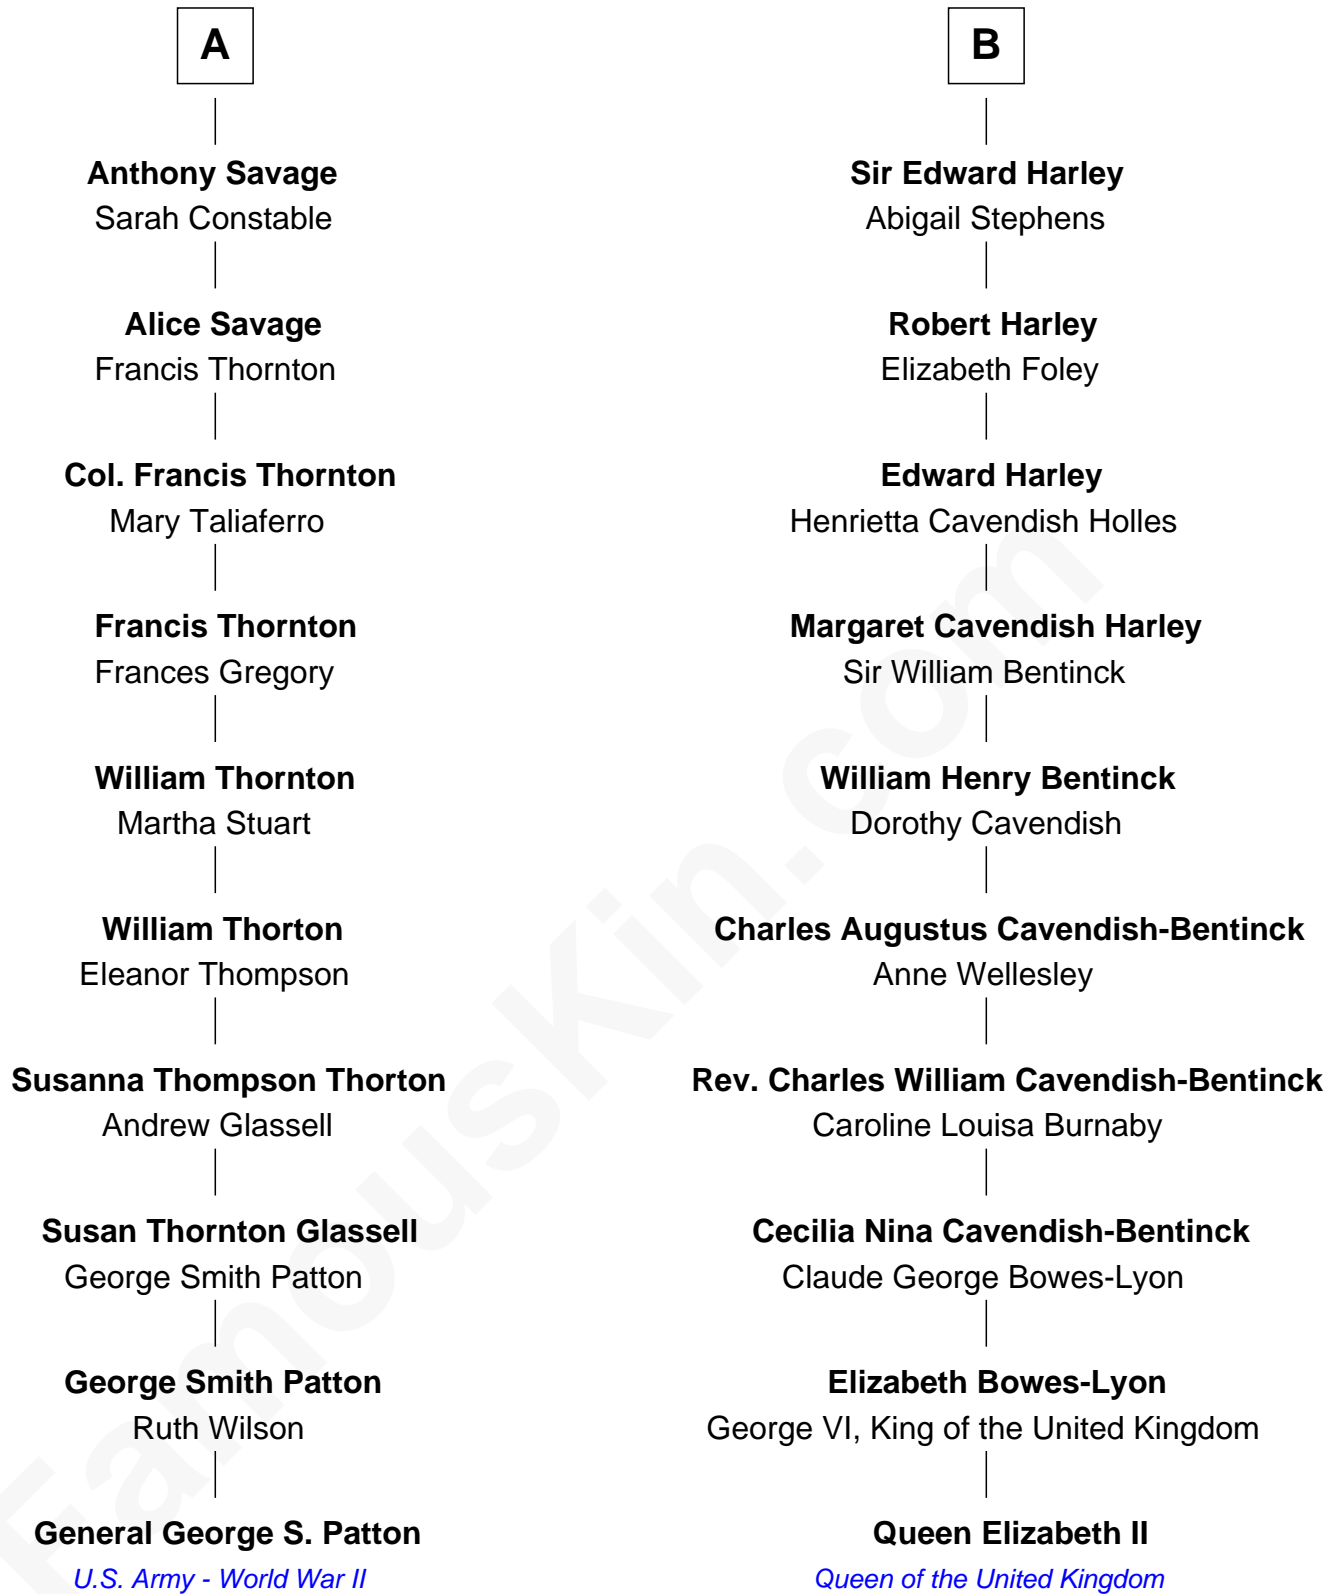 A
Anthony Savage
Sarah Constable
Alice Savage
Francis Thornton
Col. Francis Thornton
Mary Taliaferro
Francis Thornton
Frances Gregory
William Thornton
Martha Stuart
William Thorton
Eleanor Thompson
Susanna Thompson Thorton
Andrew Glassell
Susan Thornton Glassell
George Smith Patton
George Smith Patton
Ruth Wilson
General George S. Patton
U.S. Army - World War II
B
Sir Edward Harley
Abigail Stephens
Robert Harley
Elizabeth Foley
Edward Harley
Henrietta Cavendish Holles
Margaret Cavendish Harley
Sir William Bentinck
William Henry Bentinck
Dorothy Cavendish
Charles Augustus Cavendish-Bentinck
Anne Wellesley
Rev. Charles William Cavendish-Bentinck
Caroline Louisa Burnaby
Cecilia Nina Cavendish-Bentinck
Claude George Bowes-Lyon
Elizabeth Bowes-Lyon
George VI, King of the United Kingdom
Queen Elizabeth II
Queen of the United Kingdom
FamousKin.com